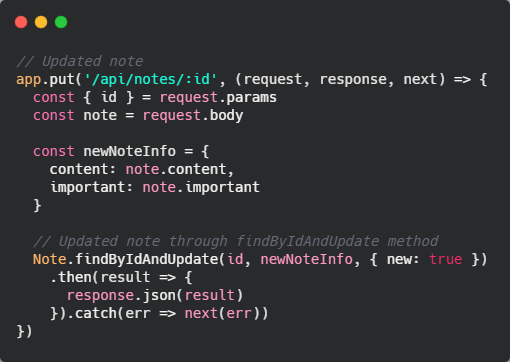 // Updated note
app.put('/api/notes/:id', (request, response, next) => {
  const { id } = request.params
  const note = request.body

  const newNoteInfo = {
    content: note.content,
    important: note.important
  }

  // Updated note through findByIdAndUpdate method
  Note.findByIdAndUpdate(id, newNoteInfo, { new: true })
    .then(result => {
      response.json(result)
    }).catch(err => next(err))
})